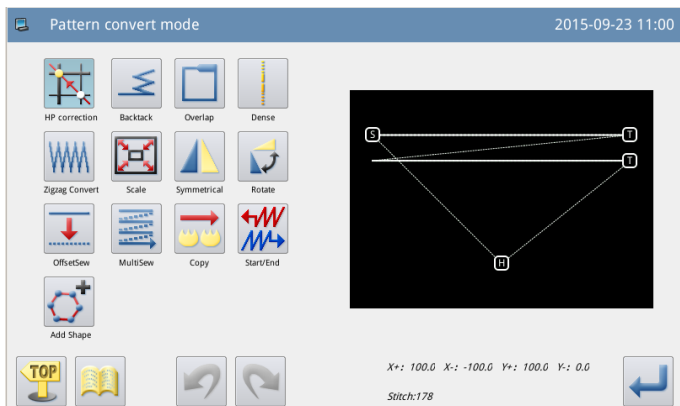 Pattern convert mode
2015-09-23 11:00
HP correction
Backtack
Overlap
Dense
Zigzag Convert
Scale
Symmetrical
Rotate
OffsetSew
MultiSew
Copy
Start/End
Add Shape
S
T
T
H
TOP
X+: 100.0 X-: -100.0 Y+: 100.0 Y-: 0.0
Stitch:178